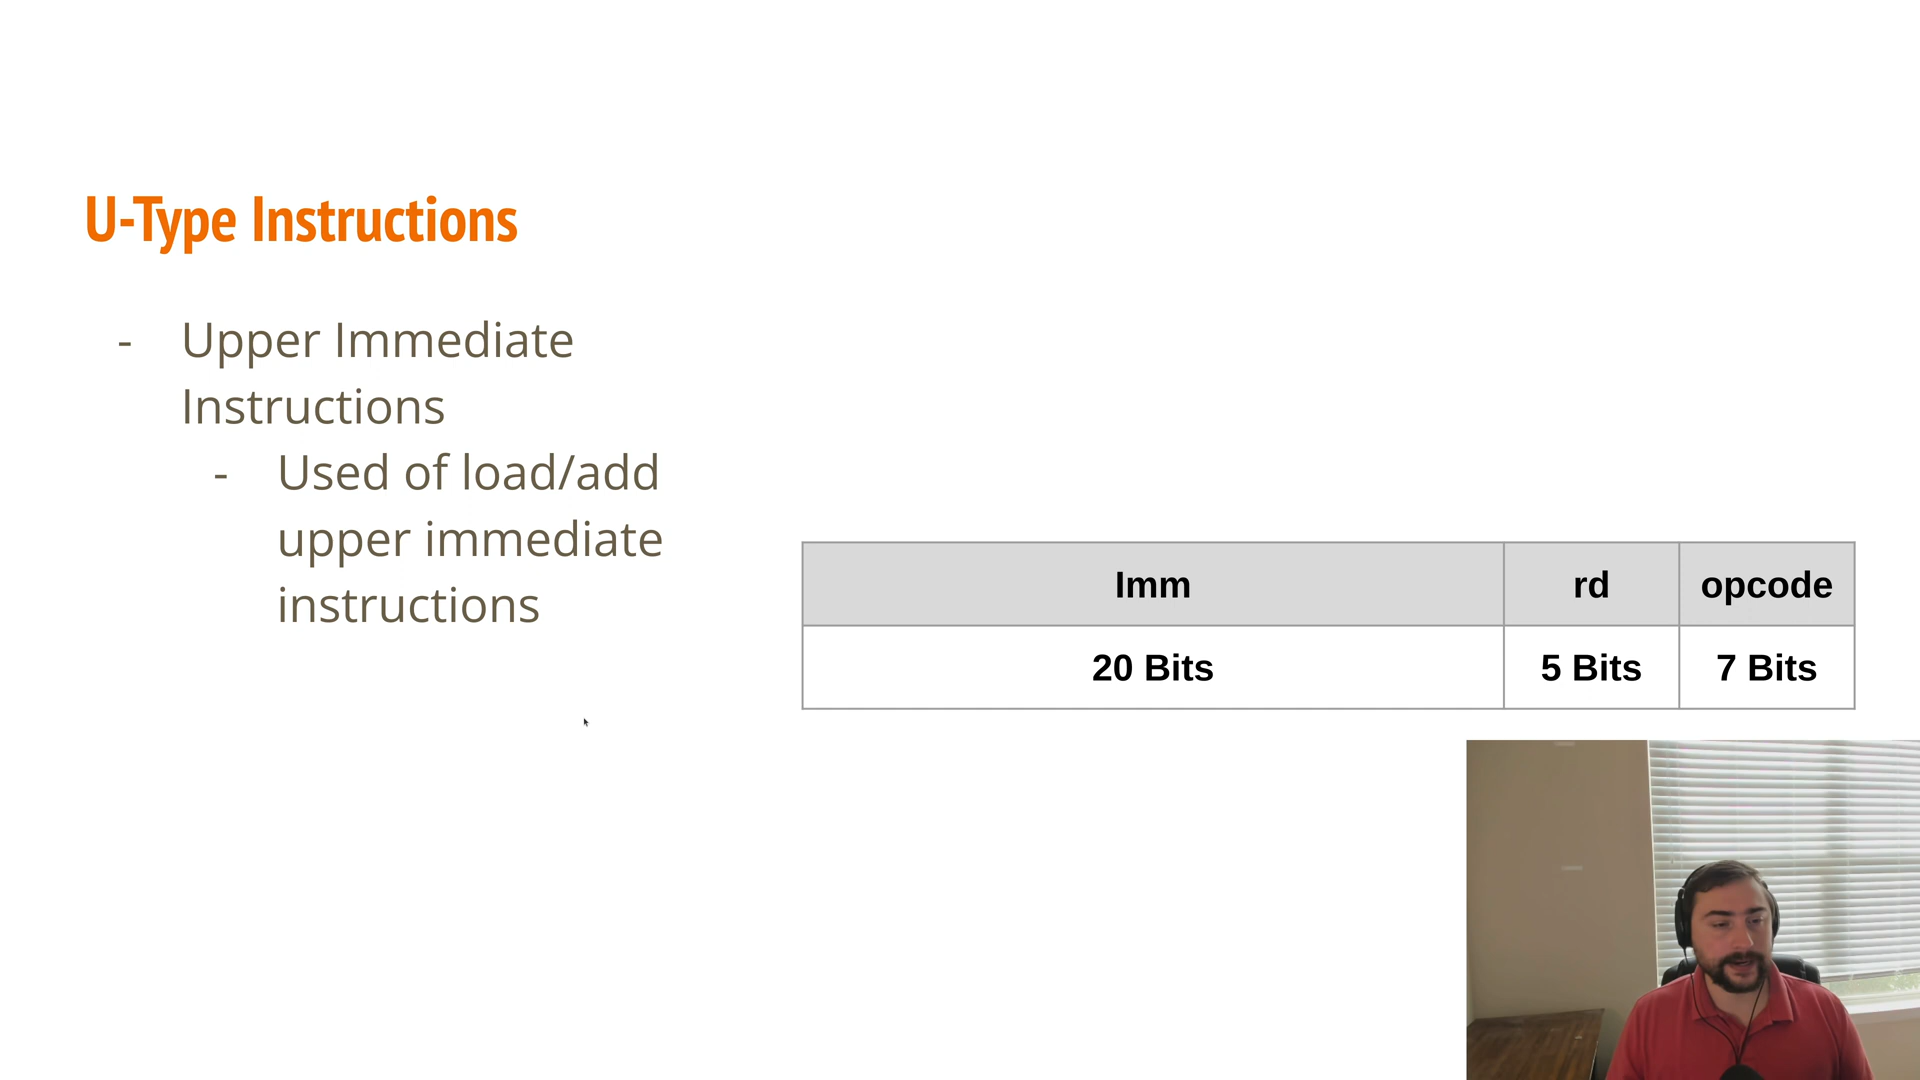 U-Type Instructions
- Upper Immediate
Instructions
- Used of load/add
upper immediate
instructions
Imm rd opcode
20 Bits 5 Bits 7 Bits